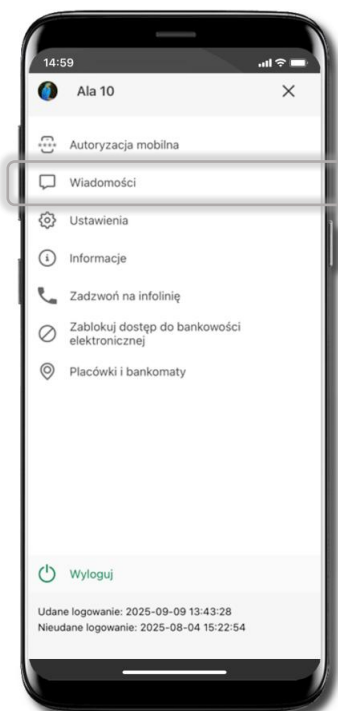 14:59
Ala 10
Autoryzacja mobilna
Wiadomości
Ustawienia
Informacje
Zadzwoń na infolinię
Zablokuj dostęp do bankowości
elektronicznej
Placówki i bankomaty
Wyloguj
Udane logowanie: 2025-09-09 13:43:28
Nieudane logowanie: 2025-08-04 15:22:54